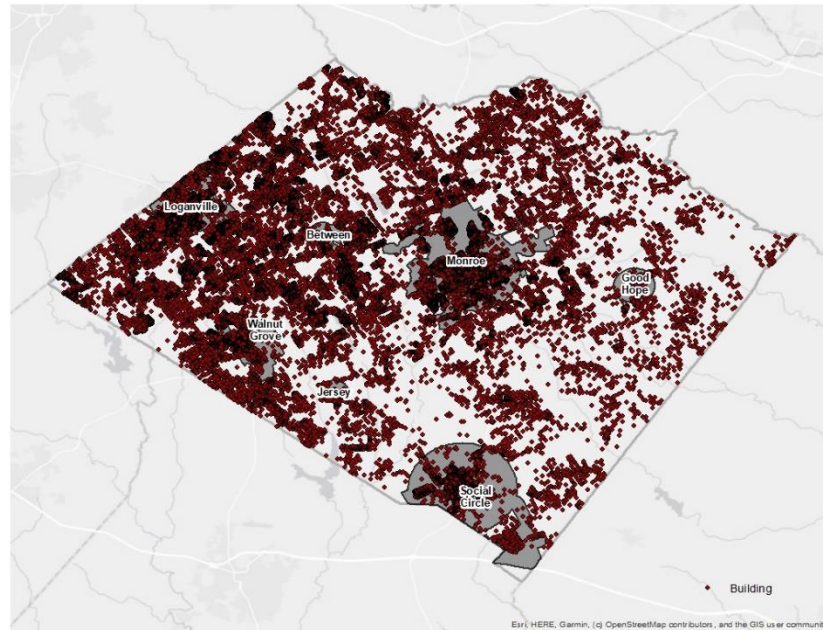 Loganville
Between
Monroe
Good
Hope
Walnut
Grove
Jersey
Social
Circle
Building
Esri, HERE, Garmin, (c) OpenStreetMap contributors, and the GIS user communit